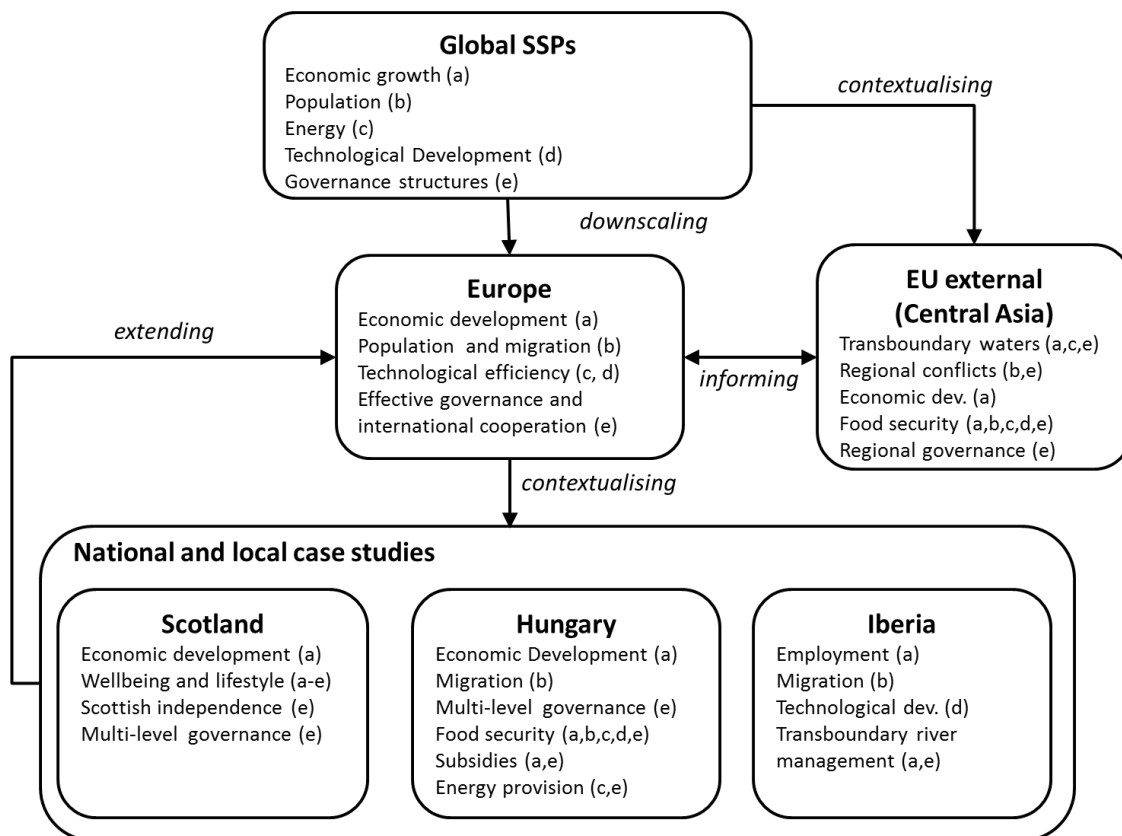 Global SSPs
Economic growth (a)
Population (b)
Energy (c)
Technological Development (d)
Governance structures (e)
contextualising
downscaling
Europe
Economic development (a)
Population and migration (b)
Technological efficiency (c, d)
Effective governance and
international cooperation (e)
extending
informing
EU external
(Central Asia)
Transboundary waters (a,c,e)
Regional conflicts (b,e)
Economic dev. (a)
Food security (a,b,c,d,e)
Regional governance (e)
contextualising
National and local case studies
Scotland
Economic development (a)
Wellbeing and lifestyle (a-e)
Scottish independence (e)
Multi-level governance (e)
Hungary
Economic Development (a)
Migration (b)
Multi-level governance (e)
Food security (a,b,c,d,e)
Subsidies (a,e)
Energy provision (c,e)
Iberia
Employment (a)
Migration (b)
Technological dev. (d)
Transboundary river
management (a,e)